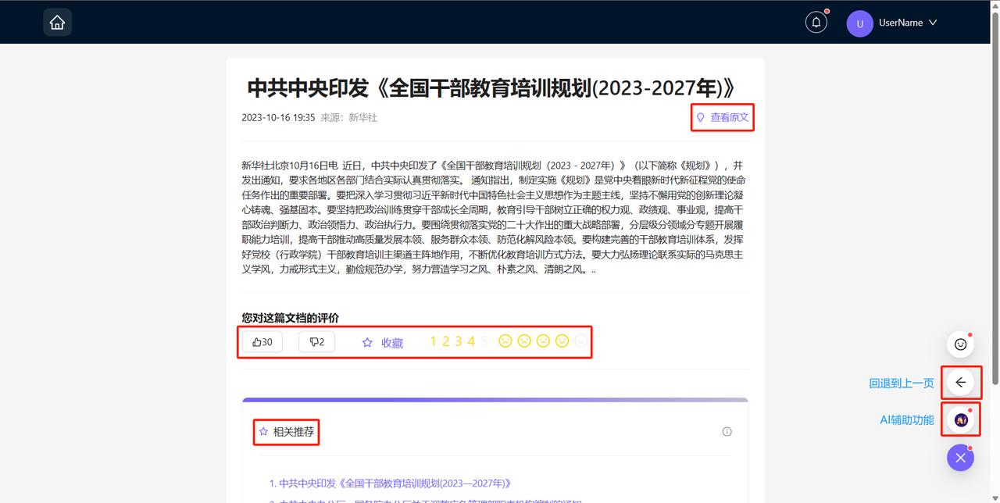 U UserName
中共中央印发《全国干部教育培训规划(2023-2027年)》
2023-10-16 19:35 来源：新华社
查看原文
新华社北京10月16日电 近日，中共中央印发了《全国干部教育培训规划（2023－2027年）》（以下简称《规划》），并
发出通知，要求各地区各部门结合实际认真贯彻落实。 通知指出，制定实施《规划》是党中央着眼新时代新征程党的使命
任务作出的重要部署。要把深入学习贯彻习近平新时代中国特色社会主义思想作为主题主线，坚持不懈用党的创新理论凝
心铸魂、强基固本。要坚持把政治训练贯穿干部成长全周期，教育引导干部树立正确的权力观、政绩观、事业观，提高干
部政治判断力、政治领悟力、政治执行力。要围绕贯彻落实党的二十大作出的重大战略部署，分层级分领域分专题开展履
职能力培训，提高干部推动高质量发展本领、服务群众本领、防范化解风险本领。要构建完善的干部教育培训体系，发挥
好党校（行政学院）干部教育培训主渠道主阵地作用，不断优化教育培训方式方法。要大力弘扬理论联系实际的马克思主
义学风，力戒形式主义，勤俭规范办学，努力营造学习之风、朴素之风、清朗之风。..
您对这篇文档的评价
30 2 收藏 1 2 3 4 5
回退到上一页
AI辅助功能
Ai
相关推荐
1. 中共中央印发《全国干部教育培训规划(2023—2027年)》